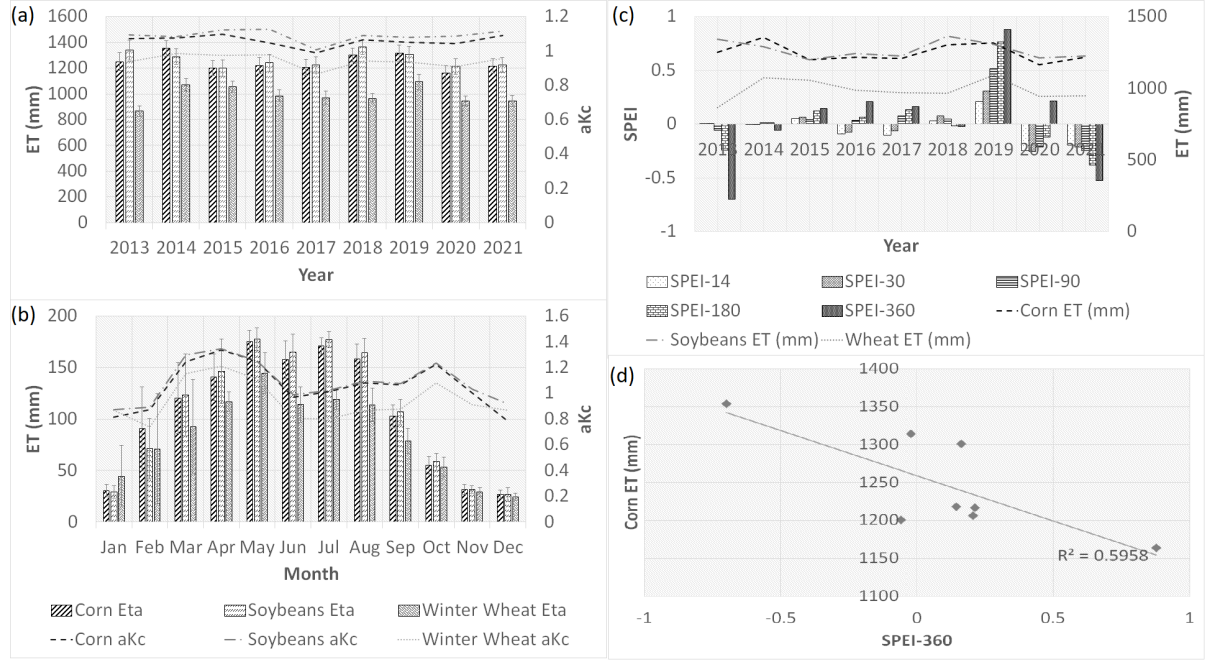 (a)
1600
1400
1200
1000
800
600
400
200
0
ET (mm)
1.2
1
0.8
0.6
0.4
0.2
0
aKc
2013 2014 2015 2016 2017 2018 2019 2020 2021
Year
(b)
200
150
100
50
0
ET (mm)
1.6
1.4
1.2
1
0.8
0.6
0.4
0.2
0
aKc
Jan Feb Mar Apr May Jun Jul Aug Sep Oct Nov Dec
Month
Corn Eta Soybeans Eta Winter Wheat Eta
Corn aKc Soybeans aKc Winter Wheat aKc
(c)
1
0.5
0
-0.5
-1
SPEI
1500
1000
500
0
ET (mm)
2013 2014 2015 2016 2017 2018 2019 2020 2021
Year
SPEI-14 SPEI-30 SPEI-90
SPEI-180 SPEI-360 Corn ET (mm)
Soybeans ET (mm) Wheat ET (mm)
(d)
1400
1350
1300
1250
1200
1150
1100
Corn ET (mm)
R² = 0.5958
-1 -0.5 0 0.5 1
SPEI-360